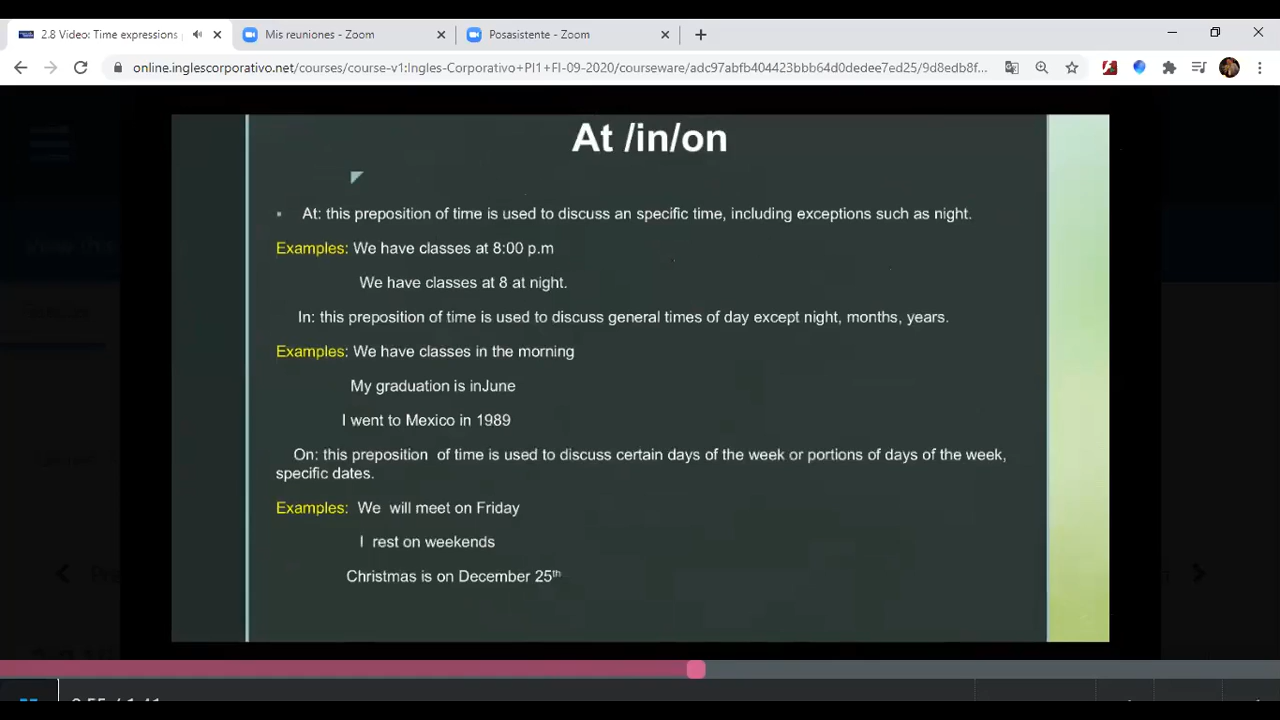 2.8 Video: Time expressions
Mis reuniones - Zoom
Posasistente - Zoom
online.inglescorporativo.net/courses/course-v1:Ingles-Corporativo+PI1+FI-09-2020/courseware/adc97abfb404423bbb64d0dedee7ed25/9d8edb8f...
At /in/on
At: this preposition of time is used to discuss an specific time, including exceptions such as night.
Examples: We have classes at 8:00 p.m
We have classes at 8 at night.
In: this preposition of time is used to discuss general times of day except night, months, years.
Examples: We have classes in the morning
My graduation is inJune
I went to Mexico in 1989
On: this preposition of time is used to discuss certain days of the week or portions of days of the week,
specific dates.
Examples: We will meet on Friday
I rest on weekends
Christmas is on December 25th